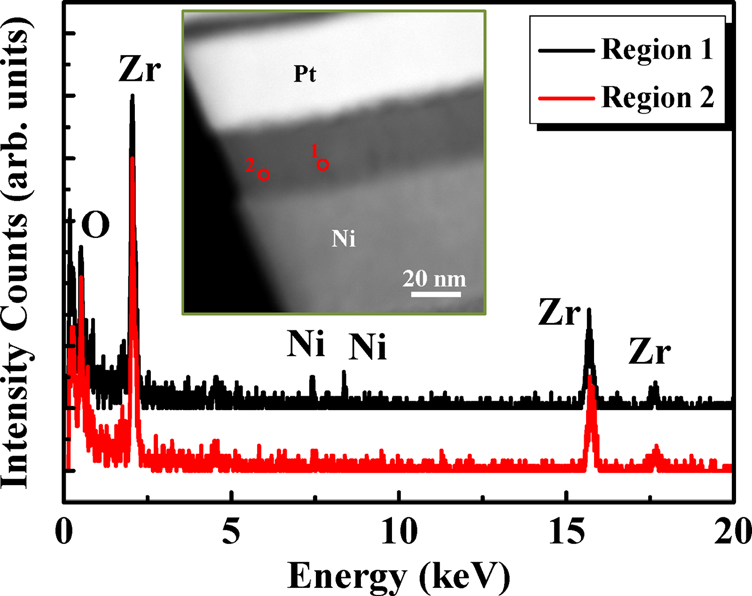 Region 1
Region 2
Zr
O
Pt
2 1
Ni
20 nm
Ni Ni
Zr
Zr
0 5 10 15 20
Energy (keV)
Intensity Counts (arb. units)